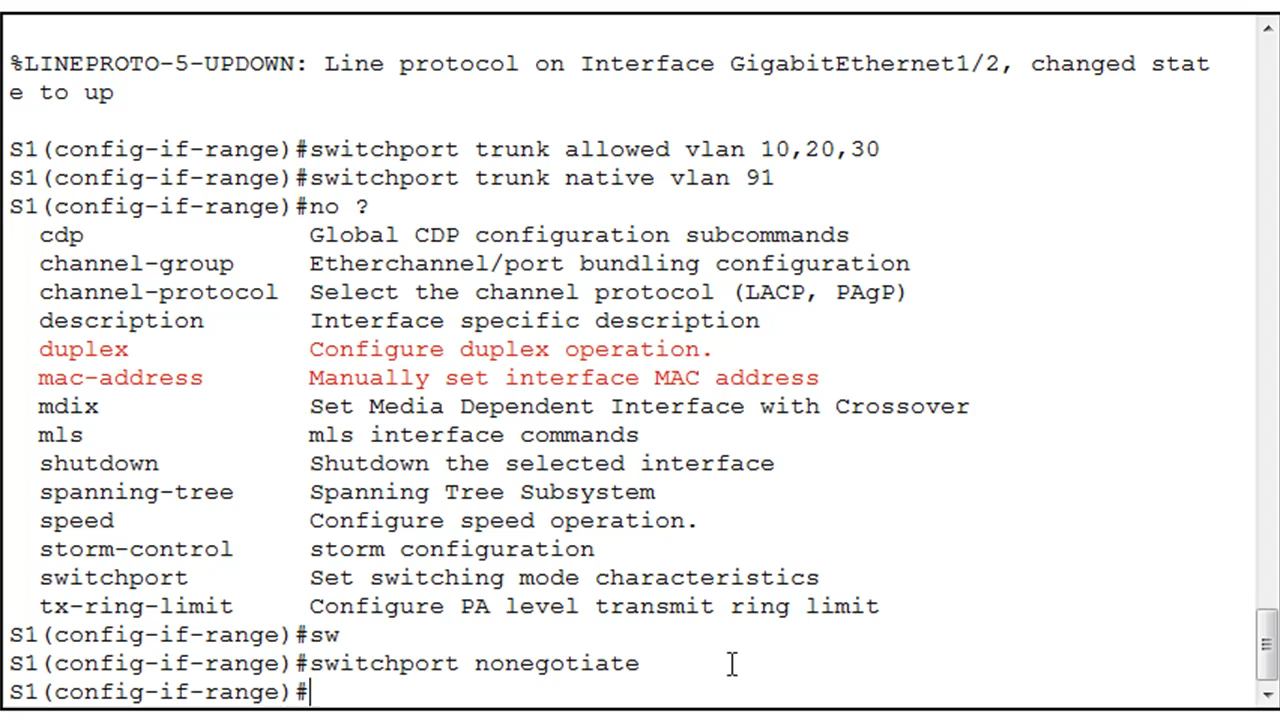 %LINEPROTO-5-UPDOWN: Line protocol on Interface GigabitEthernet1/2, changed stat
e to up
S1(config-if-range)#switchport trunk allowed vlan 10,20,30
S1(config-if-range)#switchport trunk native vlan 91
S1(config-if-range)#no ?
cdp Global CDP configuration subcommands
channel-group Etherchannel/port bundling configuration
channel-protocol Select the channel protocol (LACP, PAgP)
description Interface specific description
duplex Configure duplex operation.
mac-address Manually set interface MAC address
mdix Set Media Dependent Interface with Crossover
mls mls interface commands
shutdown Shutdown the selected interface
spanning-tree Spanning Tree Subsystem
speed Configure speed operation.
storm-control storm configuration
switchport Set switching mode characteristics
tx-ring-limit Configure PA level transmit ring limit
S1(config-if-range)#sw
S1(config-if-range)#switchport nonegotiate
S1(config-if-range)#